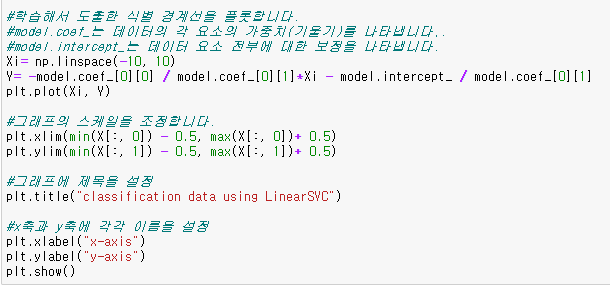 #학습해서 도출한 식별 경계선을 플롯합니다.
#model.coef_는 데이터의 각 요소의 가중치(기울기)를 나타냅니다..
#model.intercept_는 데이터 요소 전부에 대한 보정을 나타냅니다.
Xi= np.linspace(-10, 10)
Y= -model.coef_[0][0] / model.coef_[0][1]*Xi - model.intercept_ / model.coef_[0][1]
plt.plot(Xi, Y)
#그래프의 스케일을 조정합니다.
plt.xlim(min(X[:, 0]) - 0.5, max(X[:, 0])+ 0.5)
plt.ylim(min(X[:, 1]) - 0.5, max(X[:, 1])+ 0.5)
#그래프에 제목을 설정
plt.title("classification data using LinearSVC")
#x축과 y축에 각각 이름을 설정
plt.xlabel("x-axis")
plt.ylabel("y-axis")
plt.show()